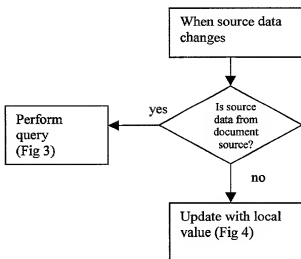 When source data
changes
Is source
data from
document
source?
yes
Perform
query
(Fig 3)
no
Update with local
value (Fig 4)